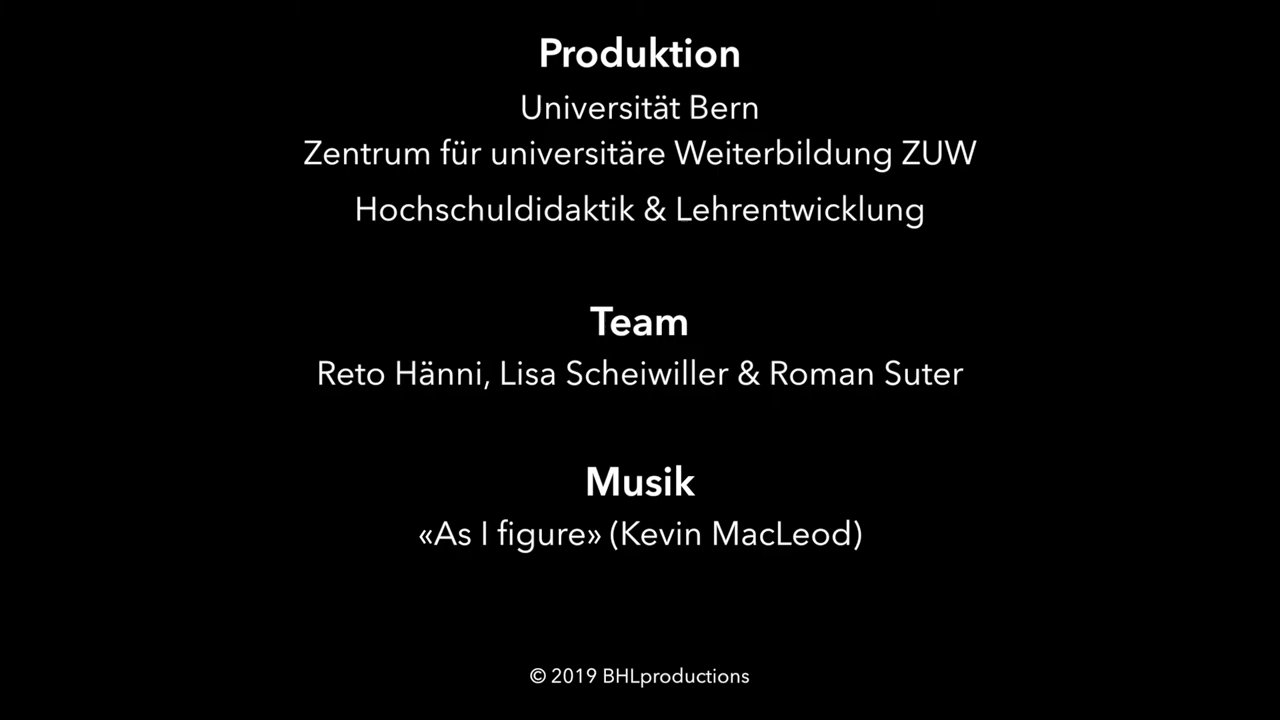 Produktion
Universität Bern
Zentrum für universitäre Weiterbildung ZUW
Hochschuldidaktik & Lehrentwicklung
Team
Reto Hänni, Lisa Scheiwiller & Roman Suter
Musik
«As I figure» (Kevin MacLeod)
© 2019 BHLproductions